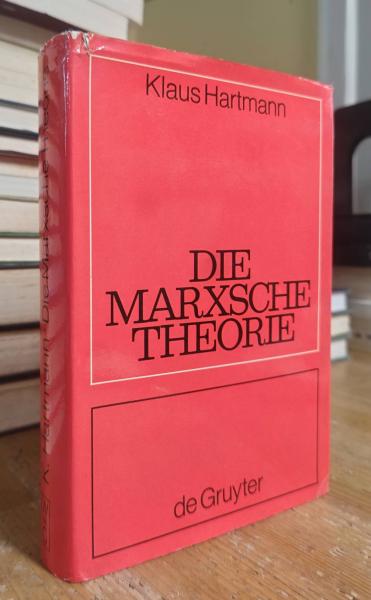 Klaus Hartmann
DIE
MARXSCHE
THEORIE
de Gruyter